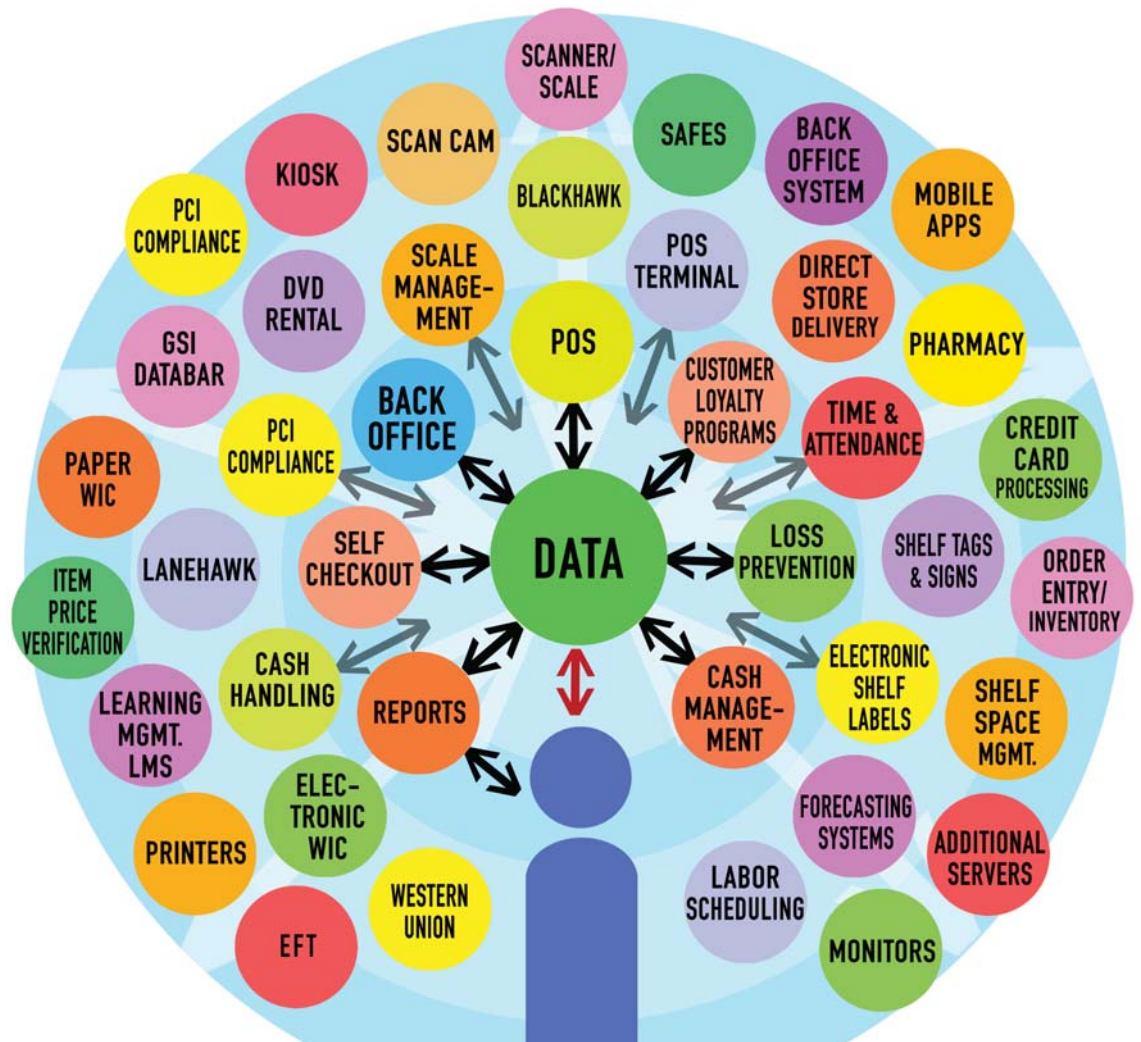 SCANNER/
SCALE
SCAN CAM
SAFES
BACK
OFFICE
SYSTEM
KIOSK
BLACKHAWK
MOBILE
APPS
PCI
COMPLIANCE
SCALE
MANAGE-
MENT
POS
TERMINAL
DIRECT
STORE
DELIVERY
DVD
RENTAL
POS
PHARMACY
GSI
DATABAR
CUSTOMER
LOYALTY
PROGRAMS
BACK
OFFICE
TIME &
ATTENDANCE
PCI
COMPLIANCE
CREDIT
CARD
PROCESSING
PAPER
WIC
SELF
CHECKOUT
DATA
LOSS
PREVENTION
SHELF TAGS
& SIGNS
LANEHAWK
ORDER
ENTRY/
INVENTORY
ITEM
PRICE
VERIFICATION
CASH
HANDLING
ELECTRONIC
SHELF
LABELS
LEARNING
MGMT.
LMS
REPORTS
CASH
MANAGE-
MENT
SHELF
SPACE
MGMT.
ELEC-
TRONIC
WIC
FORECASTING
SYSTEMS
PRINTERS
ADDITIONAL
SERVERS
WESTERN
UNION
LABOR
SCHEDULING
EFT
MONITORS